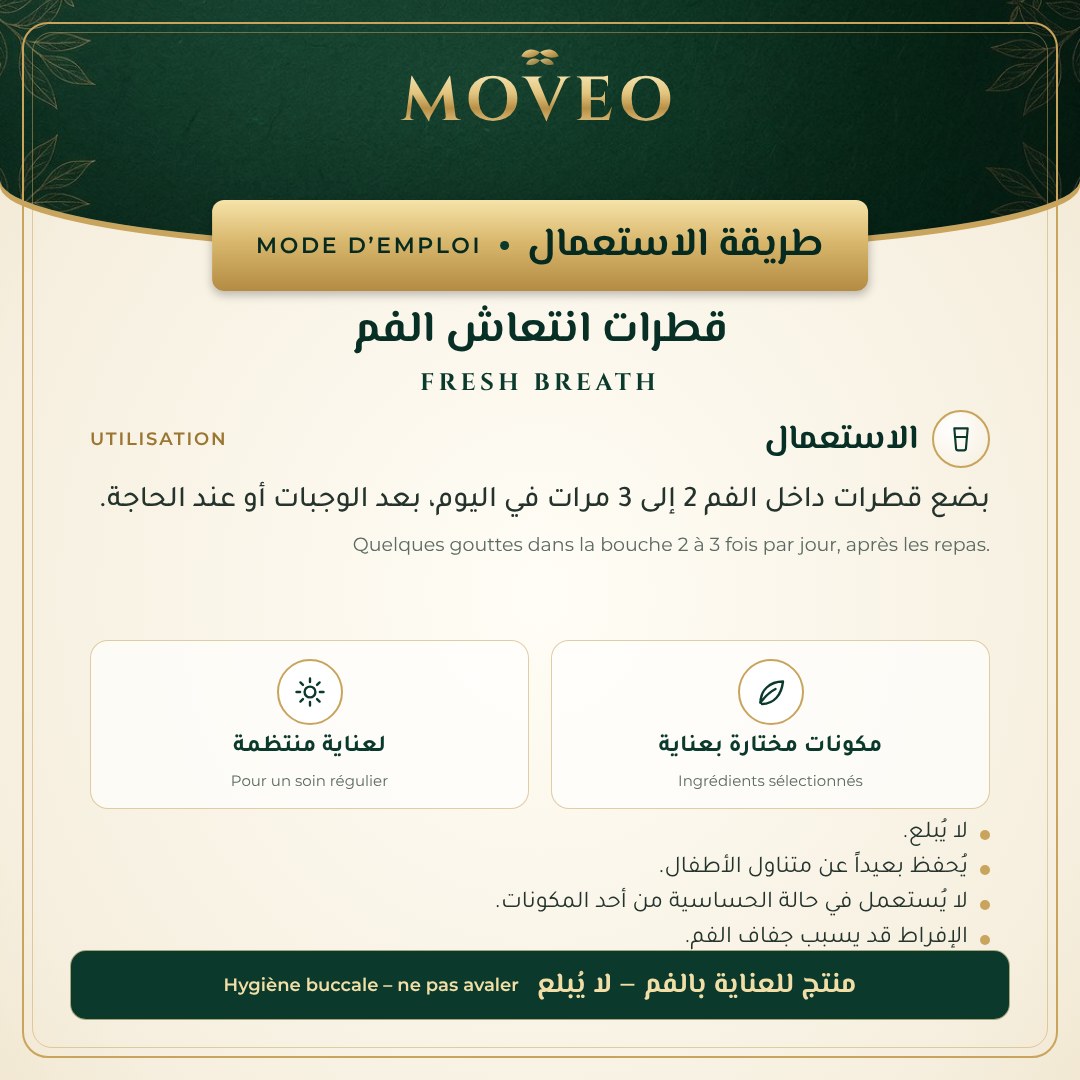 MOVEO
طريقة الاستعمال • MODE D’EMPLOI
قطرات انتعاش الفم
FRESH BREATH
الاستعمال
UTILISATION
بضع قطرات داخل الفم 2 إلى 3 مرات في اليوم، بعد الوجبات أو عند الحاجة.
Quelques gouttes dans la bouche 2 à 3 fois par jour, après les repas.
مكونات مختارة بعناية
Ingrédients sélectionnés
لعناية منتظمة
Pour un soin régulier
لا يُبلع.
يُحفظ بعيداً عن متناول الأطفال.
لا يُستعمل في حالة الحساسية من أحد المكونات.
الإفراط قد يسبب جفاف الفم.
منتج للعناية بالفم – لا يُبلع Hygiène buccale – ne pas avaler